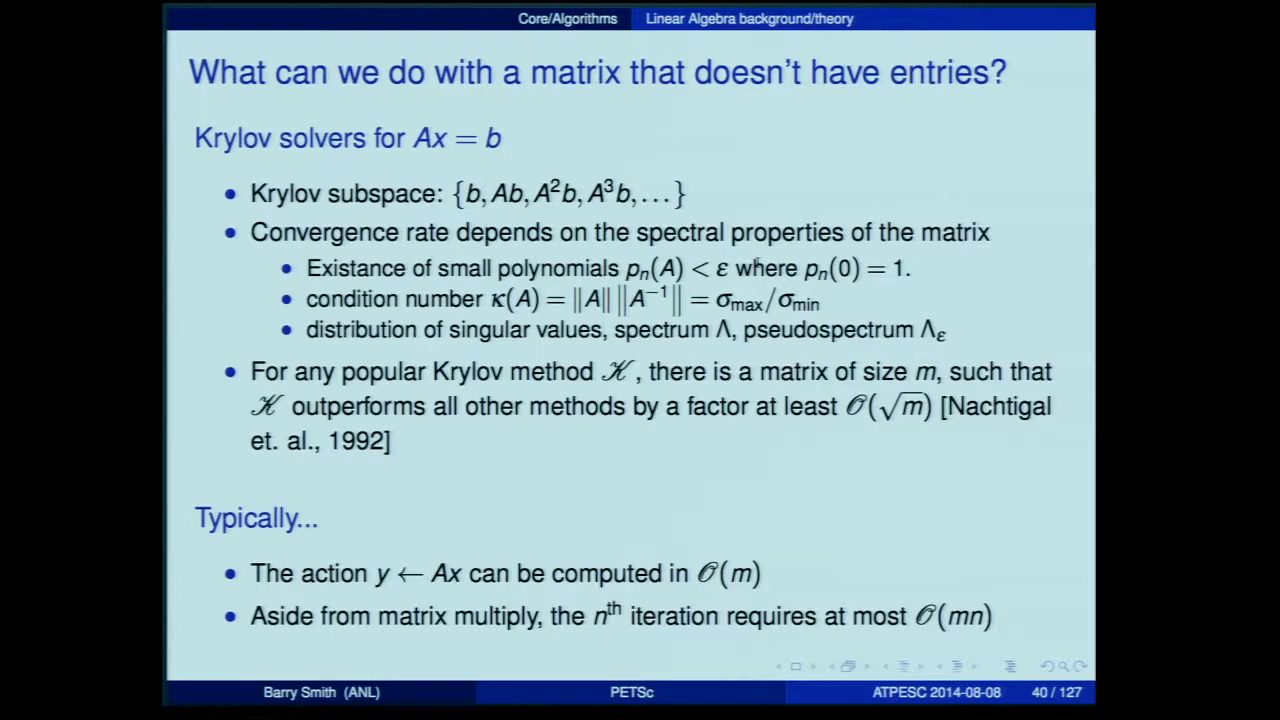 Core/Algorithms Linear Algebra background/theory
What can we do with a matrix that doesn't have entries?
Krylov solvers for Ax = b
• Krylov subspace: {b, Ab, A²b, A³b, ...}
• Convergence rate depends on the spectral properties of the matrix
• Existance of small polynomials pₙ(A) < ε where pₙ(0) = 1.
• condition number κ(A) = ‖A‖ ‖A⁻¹‖ = σmax/σmin
• distribution of singular values, spectrum Λ, pseudospectrum Λε
• For any popular Krylov method 𝒦, there is a matrix of size m, such that
𝒦 outperforms all other methods by a factor at least 𝒪(√m) [Nachtigal
et. al., 1992]
Typically...
• The action y ← Ax can be computed in 𝒪(m)
• Aside from matrix multiply, the nᵗʰ iteration requires at most 𝒪(mn)
Barry Smith (ANL) PETSc ATPESC 2014-08-08 40 / 127